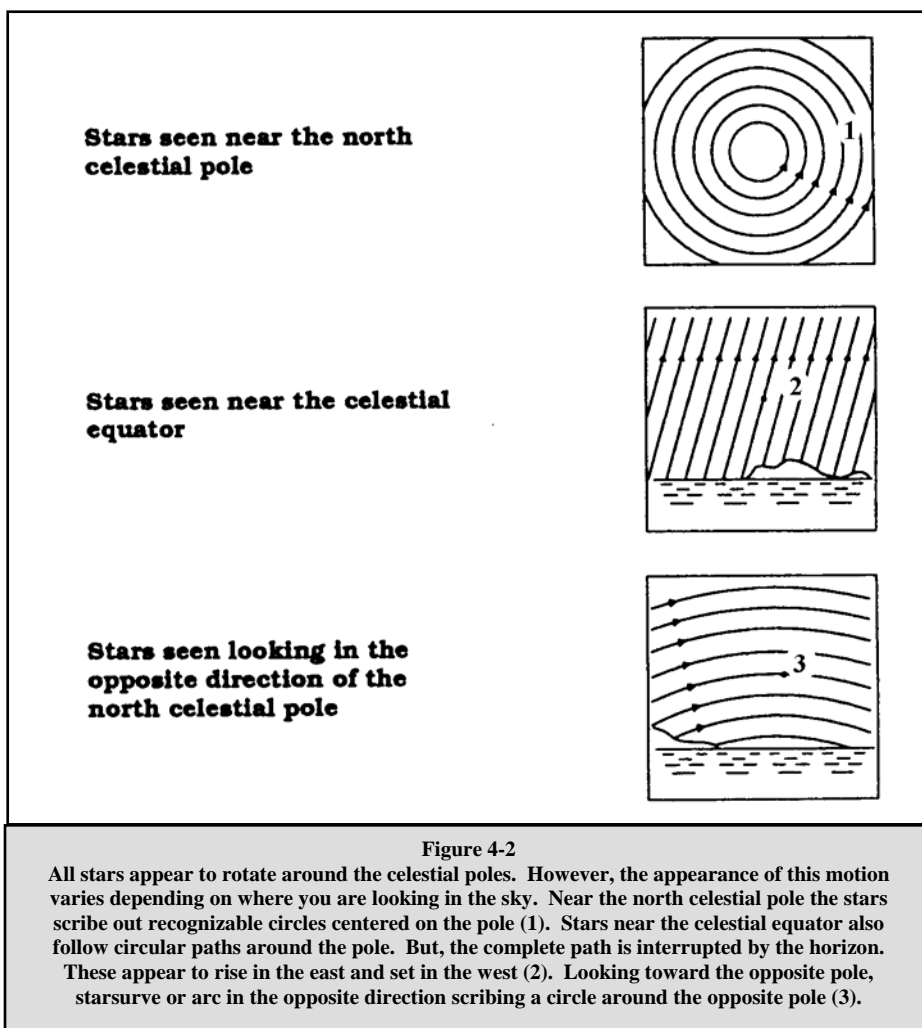 Stars seen near the north
celestial pole
1
Stars seen near the celestial
equator
2
Stars seen looking in the
opposite direction of the
north celestial pole
3
Figure 4-2
All stars appear to rotate around the celestial poles. However, the appearance of this motion
varies depending on where you are looking in the sky. Near the north celestial pole the stars
scribe out recognizable circles centered on the pole (1). Stars near the celestial equator also
follow circular paths around the pole. But, the complete path is interrupted by the horizon.
These appear to rise in the east and set in the west (2). Looking toward the opposite pole,
starsurve or arc in the opposite direction scribing a circle around the opposite pole (3).